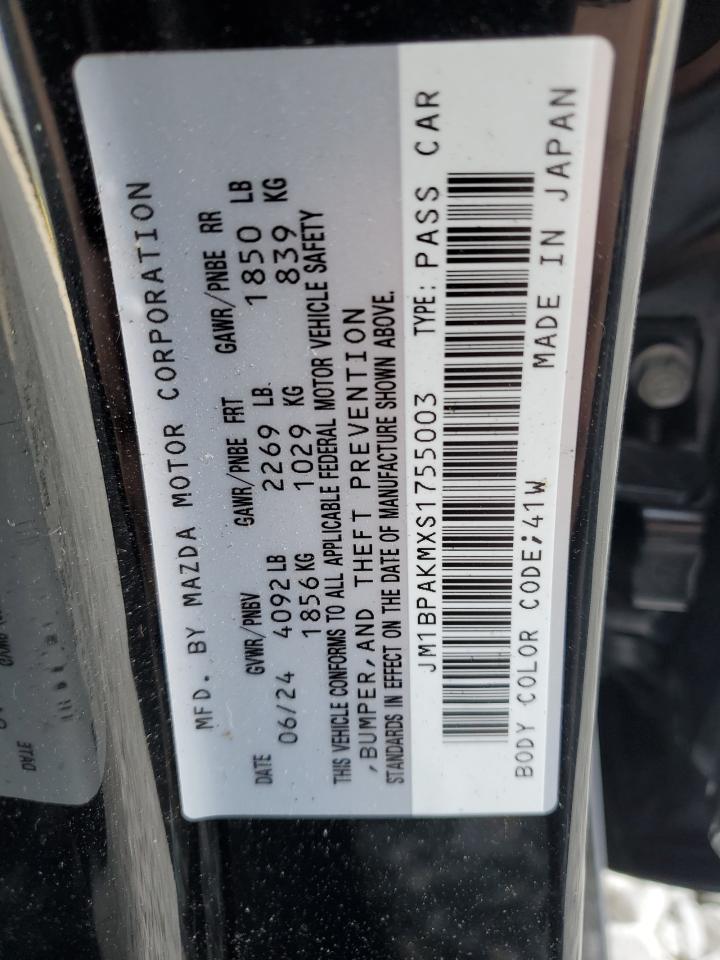 MFD. BY MAZDA MOTOR CORPORATION
DATE GVWR/PNBV GAWR/PNBE FRT GAWR/PNBE RR
06/24 4092 LB 2269 LB 1850 LB
1856 KG 1029 KG 839 KG
THIS VEHICLE CONFORMS TO ALL APPLICABLE FEDERAL MOTOR VEHICLE SAFETY
,BUMPER,AND THEFT PREVENTION
STANDARDS IN EFFECT ON THE DATE OF MANUFACTURE SHOWN ABOVE.
JM1BPAKMXS1755003 TYPE: PASS CAR
BODY COLOR CODE;41W MADE IN JAPAN
DATE